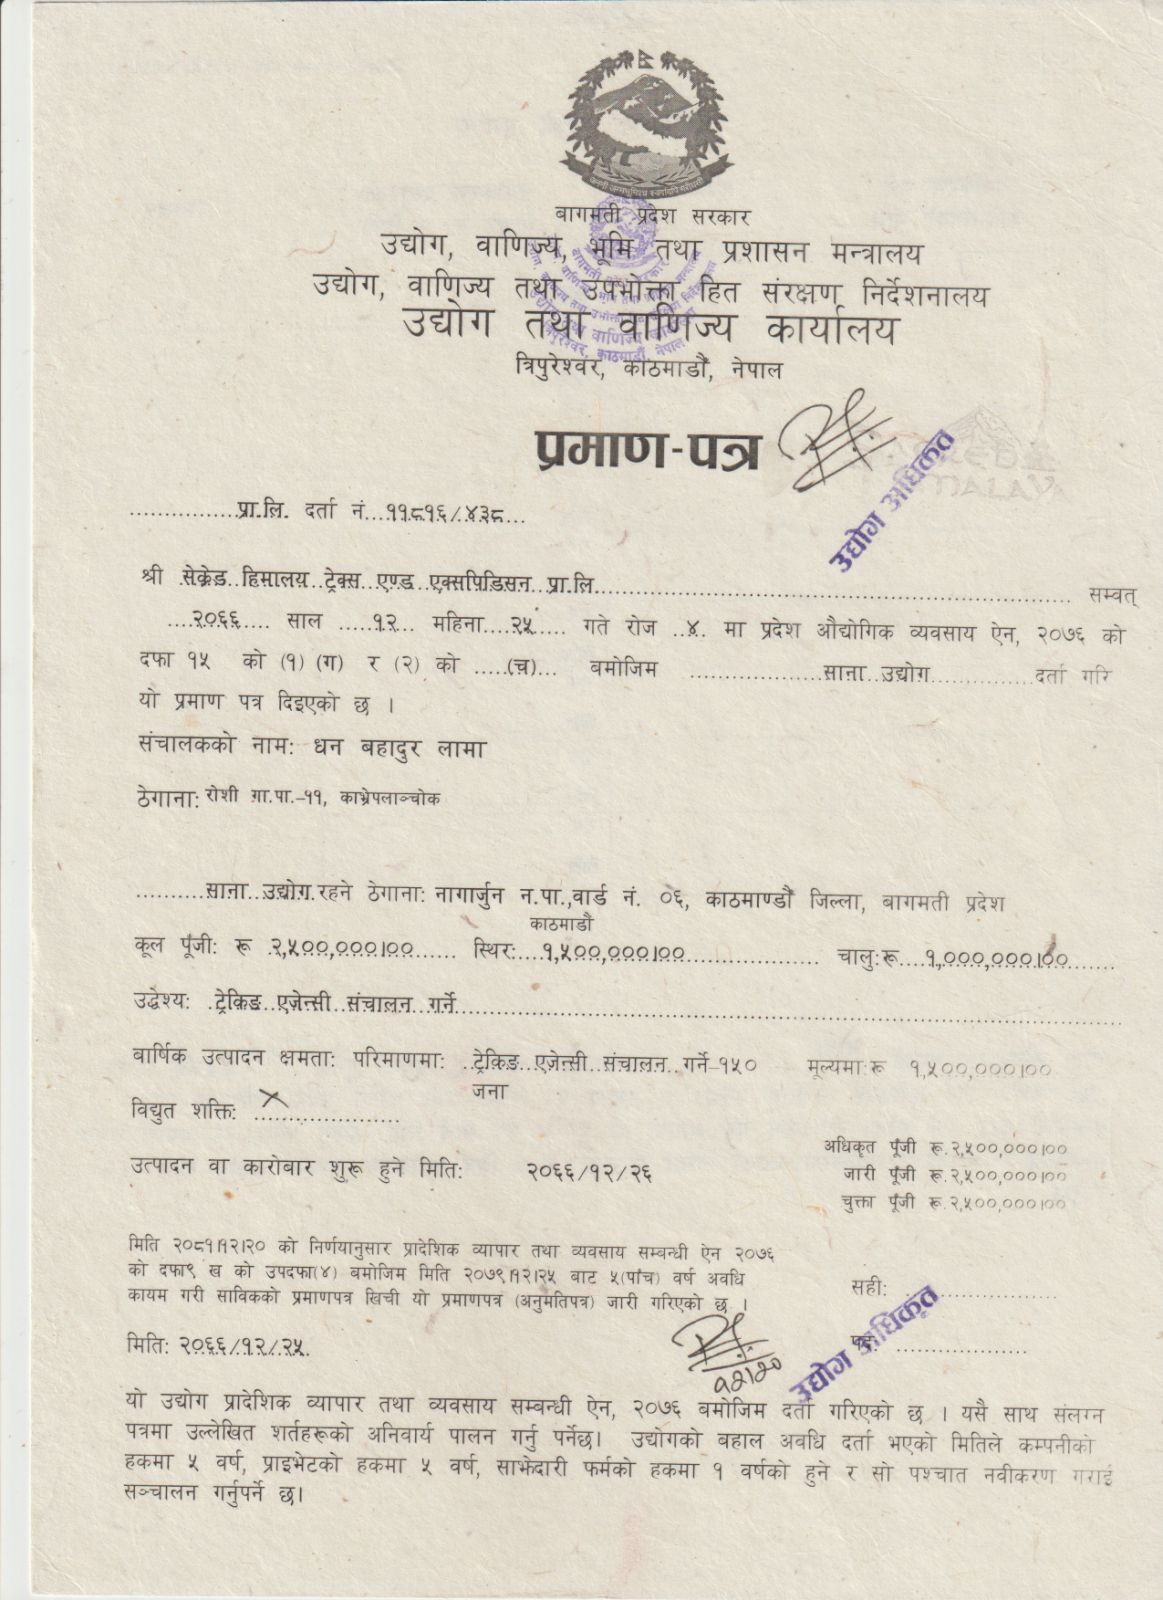 जननी जन्मभूमिश्च स्वर्गादपि गरीयसी
बागमती प्रदेश सरकार
उद्योग, वाणिज्य, भूमि तथा प्रशासन मन्त्रालय
उद्योग, वाणिज्य तथा उपभोक्ता हित संरक्षण निर्देशनालय
उद्योग तथा वाणिज्य कार्यालय
त्रिपुरेश्वर, काठमाडौं, नेपाल
प्रमाण-पत्र
उद्योग अधिकृत
.................प्रा.लि. दर्ता नं...११८१६/४३८...
श्री सेक्रेड हिमालय ट्रेक्स एण्ड एक्सपिडिसन प्रा.लि.................... सम्वत्
....२०६६.... साल .....१२... महिना....२५..... गते रोज ..४. मा प्रदेश औद्योगिक व्यवसाय ऐन, २०७६ को
दफा १५ को (१) (ग) र (२) को .....(च)... बमोजिम ................साना उद्योग............... दर्ता गरि
यो प्रमाण पत्र दिइएको छ ।
संचालकको नाम: धन बहादुर लामा
ठेगाना: रोशी गा.पा.-११, काभ्रेपलाञ्चोक
..........साना उद्योग.रहने ठेगाना: नागार्जुन न.पा.,वार्ड नं. ०६, काठमाण्डौं जिल्ला, बागमती प्रदेश
काठमाडौं
कूल पूँजी: रू २,५००,०००।०० ....... स्थिर:....१,५००,०००।००................ चालु:रू....१,०००,०००।००.......
उद्धेश्य: .ट्रेकिङ एजेन्सी संचालन गर्ने....................
वार्षिक उत्पादन क्षमता: परिमाणमा: ..ट्रेकिङ एजेन्सी संचालन गर्ने-१५० मूल्यमा:रू १,५००,०००।००
जना
विद्युत शक्ति: .....................
अधिकृत पूँजी रू.२,५००,०००।००
उत्पादन वा कारोबार शुरू हुने मिति: २०६६/१२/२६
जारी पूँजी रू.२,५००,०००।००
चुक्ता पूँजी रू.२,५००,०००।००
मिति २०८१।१२।२० को निर्णयानुसार प्रादेशिक व्यापार तथा व्यवसाय सम्बन्धी ऐन २०७६
को दफा९ ख को उपदफा(४) बमोजिम मिति २०७९।१२।२५ बाट ५(पांच) वर्ष अवधि
कायम गरी साविकको प्रमाणपत्र खिची यो प्रमाणपत्र (अनुमतिपत्र) जारी गरिएको छ ।
सही: .....................
मिति: २०६६/१२/२५.
१२।२०
पद: .....................
उद्योग अधिकृत
यो उद्योग प्रादेशिक व्यापार तथा व्यवसाय सम्बन्धी ऐन, २०७६ बमोजिम दर्ता गरिएको छ । यसै साथ संलग्न
पत्रमा उल्लेखित शर्तहरूको अनिवार्य पालन गर्नु पर्नेछ। उद्योगको बहाल अवधि दर्ता भएको मितिले कम्पनीको
हकमा ५ वर्ष, प्राइभेटको हकमा ५ वर्ष, साझेदारी फर्मको हकमा १ वर्षको हुने र सो पश्चात नवीकरण गराई
सञ्चालन गर्नुपर्ने छ।